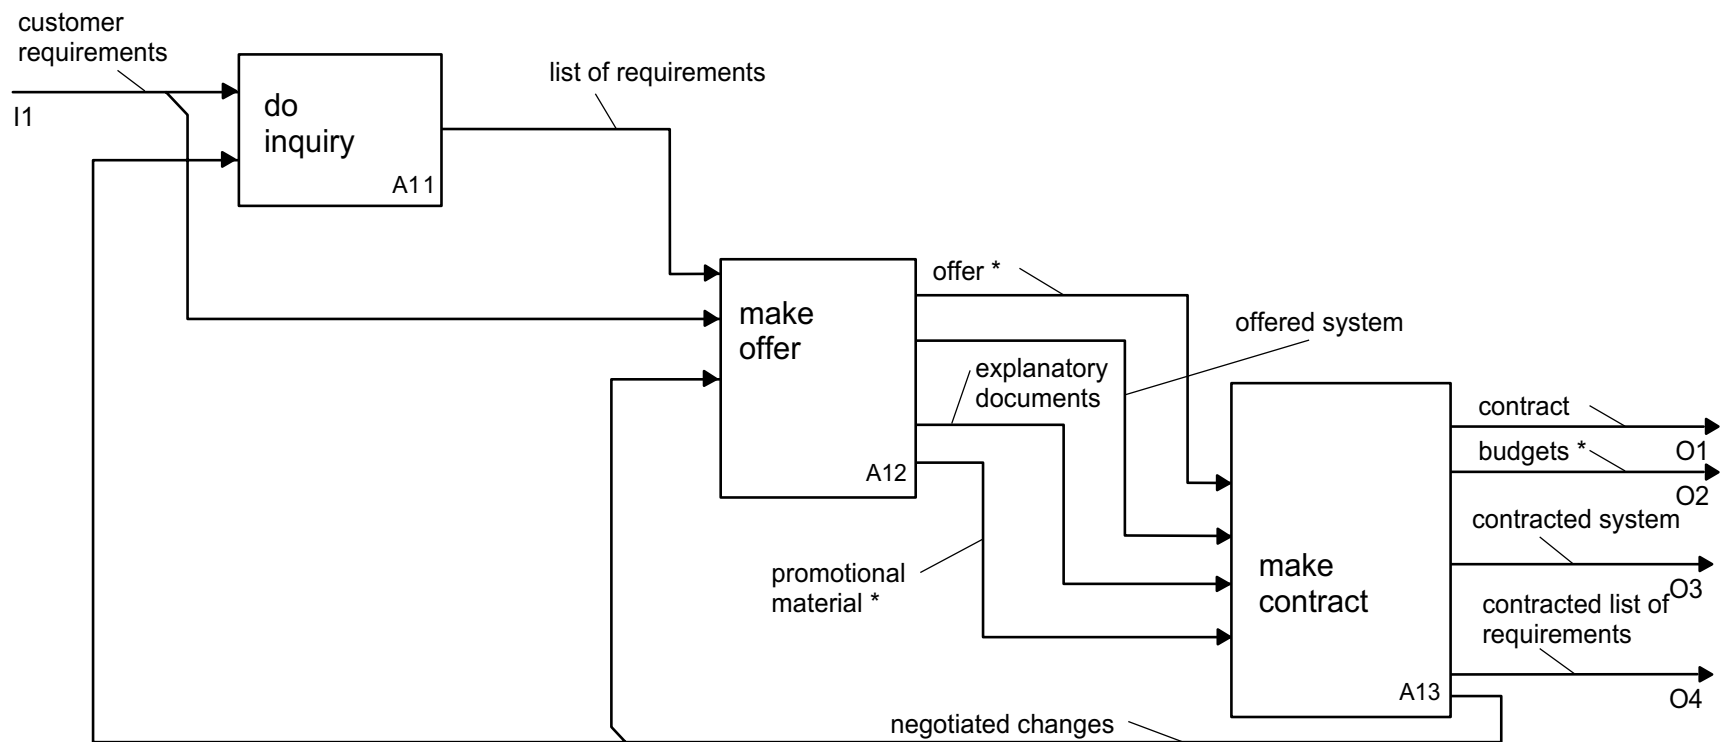 customer
requirements
I1
do
inquiry
A11
list of requirements
make
offer
A12
offer *
offered system
explanatory
documents
promotional
material *
make
contract
A13
contract
O1
budgets *
O2
contracted system
O3
contracted list of
requirements
O4
negotiated changes